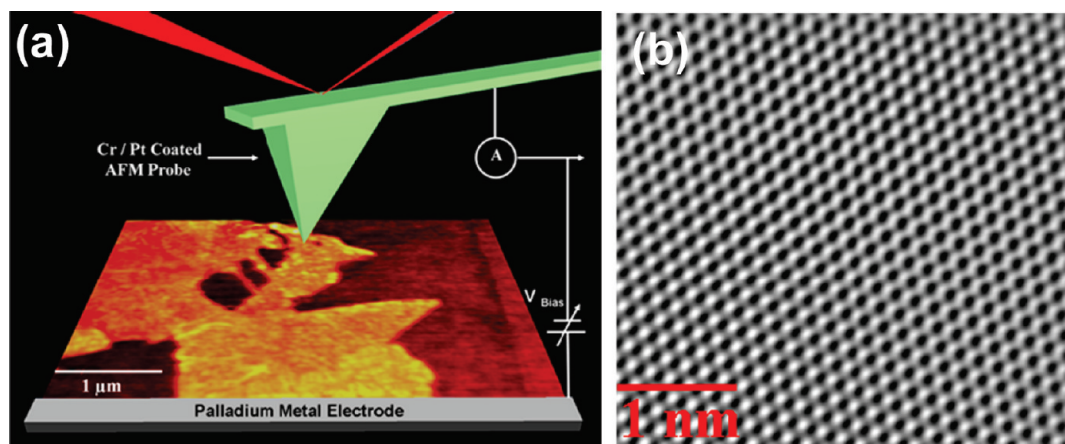 (a)
Cr / Pt Coated
AFM Probe
A
V Bias
1 µm
Palladium Metal Electrode
(b)
1 nm